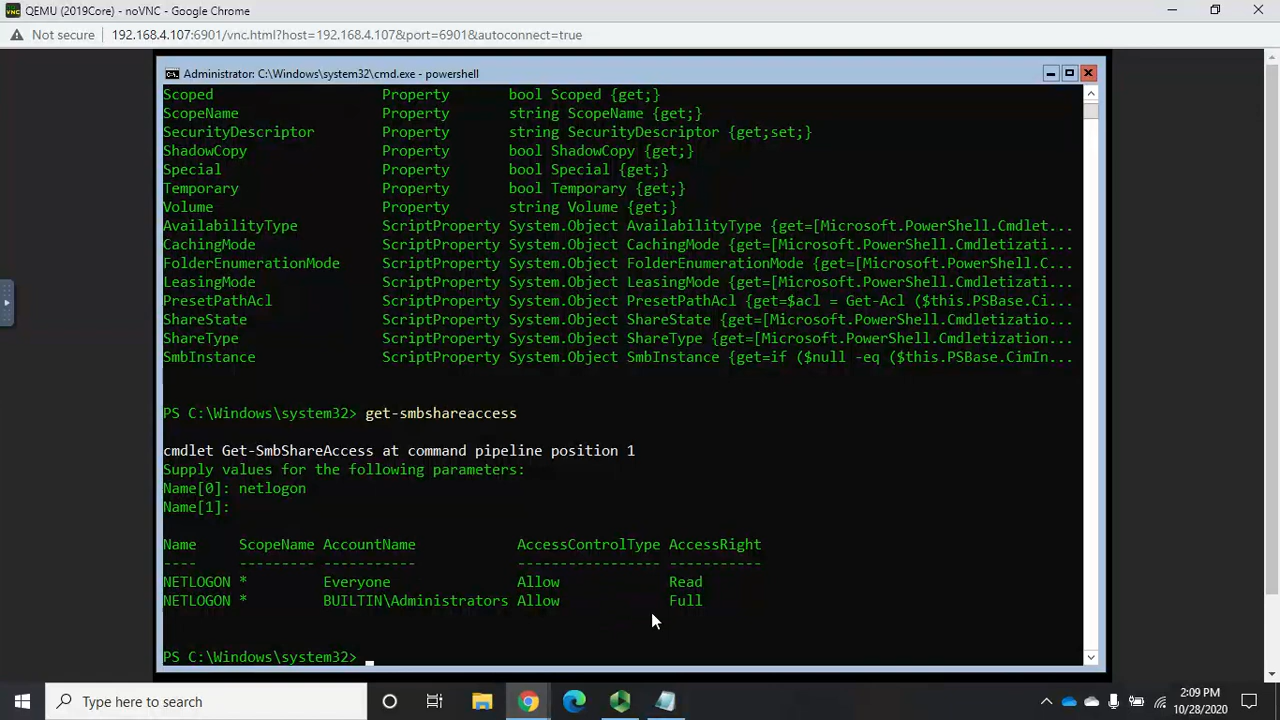 QEMU (2019Core) - noVNC - Google Chrome
Not secure 192.168.4.107:6901/vnc.html?host=192.168.4.107&port=6901&autoconnect=true
Administrator: C:\Windows\system32\cmd.exe - powershell
Scoped Property bool Scoped {get;}
ScopeName Property string ScopeName {get;}
SecurityDescriptor Property string SecurityDescriptor {get;set;}
ShadowCopy Property bool ShadowCopy {get;}
Special Property bool Special {get;}
Temporary Property bool Temporary {get;}
Volume Property string Volume {get;}
AvailabilityType ScriptProperty System.Object AvailabilityType {get=[Microsoft.PowerShell.Cmdlet...
CachingMode ScriptProperty System.Object CachingMode {get=[Microsoft.PowerShell.Cmdletizati...
FolderEnumerationMode ScriptProperty System.Object FolderEnumerationMode {get=[Microsoft.PowerShell.C...
LeasingMode ScriptProperty System.Object LeasingMode {get=[Microsoft.PowerShell.Cmdletizati...
PresetPathAcl ScriptProperty System.Object PresetPathAcl {get=$acl = Get-Acl ($this.PSBase.Ci...
ShareState ScriptProperty System.Object ShareState {get=[Microsoft.PowerShell.Cmdletizatio...
ShareType ScriptProperty System.Object ShareType {get=[Microsoft.PowerShell.Cmdletization...
SmbInstance ScriptProperty System.Object SmbInstance {get=if ($null -eq ($this.PSBase.CimIn...
PS C:\Windows\system32> get-smbshareaccess
cmdlet Get-SmbShareAccess at command pipeline position 1
Supply values for the following parameters:
Name[0]: netlogon
Name[1]:
Name ScopeName AccountName AccessControlType AccessRight
---- --------- ----------- ----------------- -----------
NETLOGON * Everyone Allow Read
NETLOGON * BUILTIN\Administrators Allow Full
PS C:\Windows\system32>
Type here to search
2:09 PM
10/28/2020